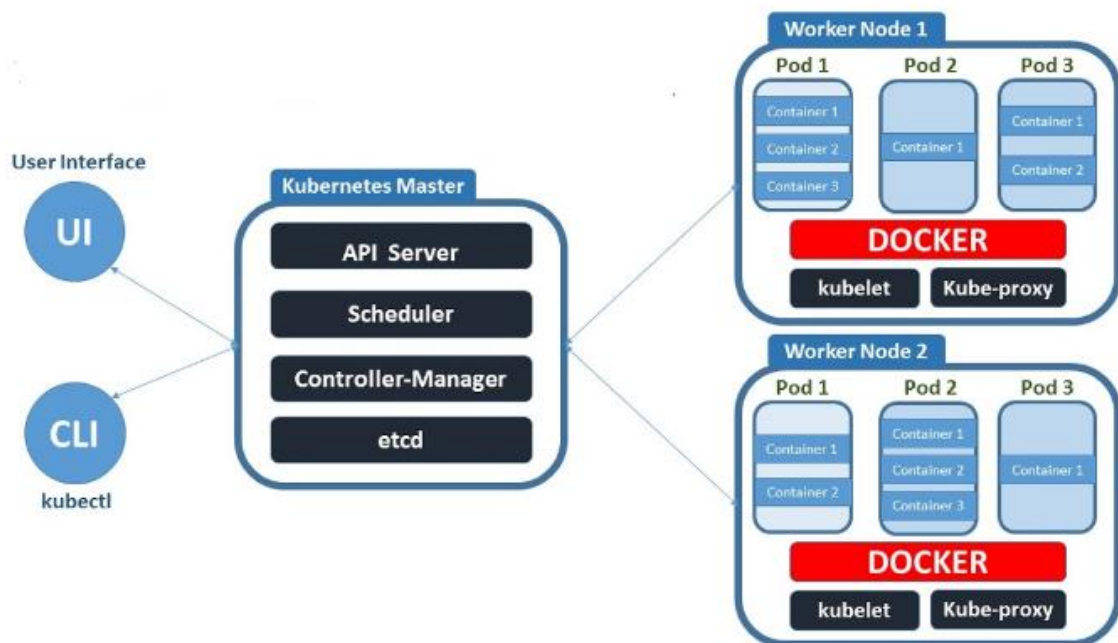 User Interface
UI
CLI
kubectl
Kubernetes Master
API Server
Scheduler
Controller-Manager
etcd
Worker Node 1
Pod 1 Pod 2 Pod 3
Container 1
Container 2
Container 3
Container 1
Container 1
Container 2
DOCKER
kubelet Kube-proxy
Worker Node 2
Pod 1 Pod 2 Pod 3
Container 1
Container 2
Container 1
Container 2
Container 3
Container 1
DOCKER
kubelet Kube-proxy